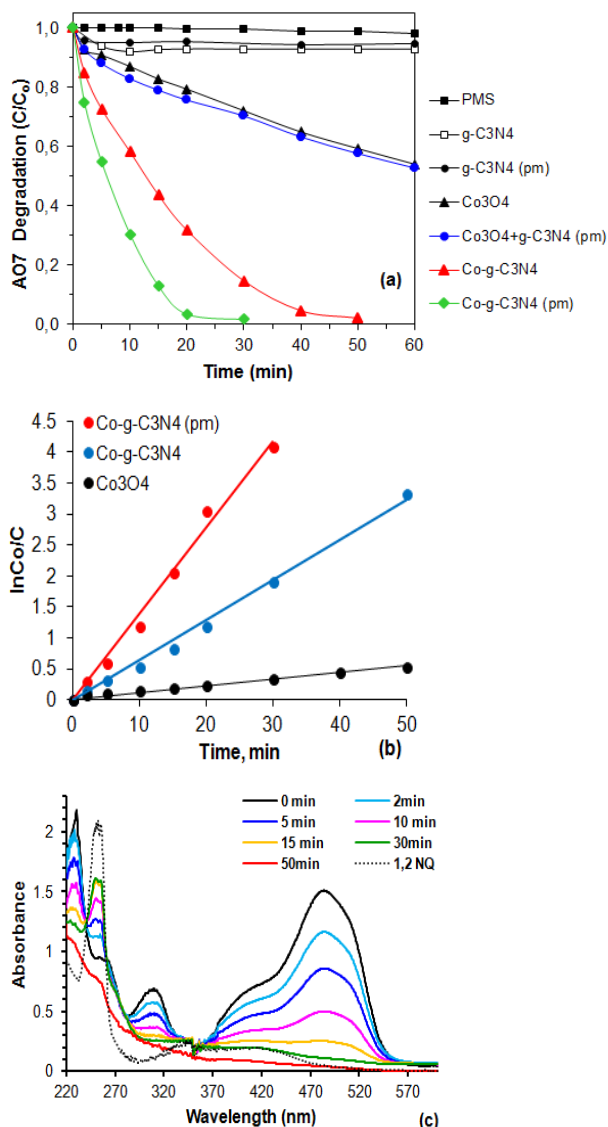 AO7 Degradation (C/Co)
1,0
0,8
0,6
0,4
0,2
0,0
0 10 20 30 40 50 60
Time (min)
(a)
PMS
g-C3N4
g-C3N4 (pm)
Co3O4
Co3O4+g-C3N4 (pm)
Co-g-C3N4
Co-g-C3N4 (pm)
lnCo/C
4.5
4
3.5
3
2.5
2
1.5
1
0.5
0
Co-g-C3N4 (pm)
Co-g-C3N4
Co3O4
0 10 20 30 40 50
Time, min
(b)
Absorbance
2
1.5
1
0.5
0
0 min 2min
5 min 10 min
15 min 30min
50min 1,2 NQ
220 270 320 370 420 470 520 570
Wavelength (nm)
(c)